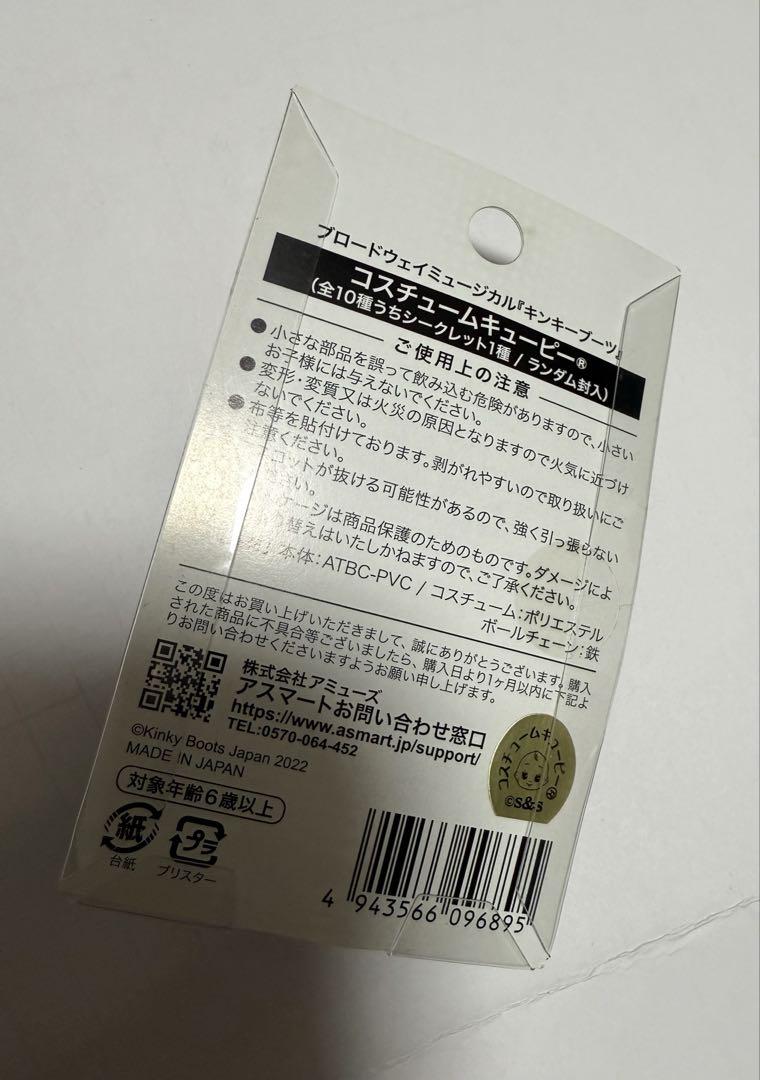 ブロードウェイミュージカル『キンキーブーツ』
コスチュームキューピー®
(全10種うちシークレット1種 / ランダム封入)
ご使用上の注意
● 小さな部品を誤って飲み込む危険がありますので、小さい
お子様には与えないでください。
● 変形・変質又は火災の原因となりますので火気に近づけ
ないでください。
● 布等を貼付けております。剥がれやすいので取り扱いにご
注意ください。
コットが抜ける可能性があるので、強く引っ張らない
さい。
ージは商品保護のためのものです。ダメージによ
替えはいたしかねますので、ご了承ください。
本体：ATBC-PVC / コスチューム：ポリエステル
ボールチェーン：鉄
この度はお買い上げいただきまして、誠にありがとうございます。購入
された商品に不具合等ございましたら、購入日より1ヶ月以内に下記よ
りお問い合わせくださいますようお願い申し上げます。
株式会社アミューズ
アスマートお問い合わせ窓口
https://www.asmart.jp/support/
TEL:0570-064-452
©Kinky Boots Japan 2022
MADE IN JAPAN
対象年齢6歳以上
紙
台紙
プラ
ブリスター
コスチュームキューピー®
©S&S
4 943566 096895